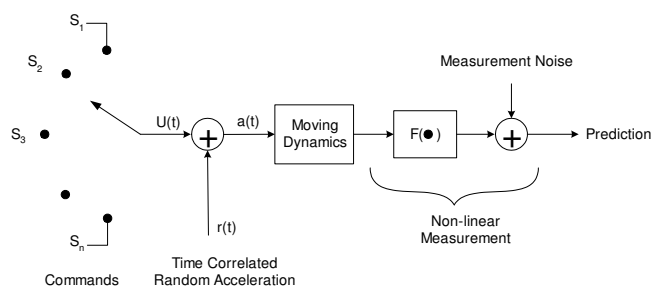 S1
S2
S3
Sn
Commands
U(t)
+
a(t)
r(t)
Time Correlated
Random Acceleration
Moving
Dynamics
F(●)
Measurement Noise
+
Prediction
Non-linear
Measurement